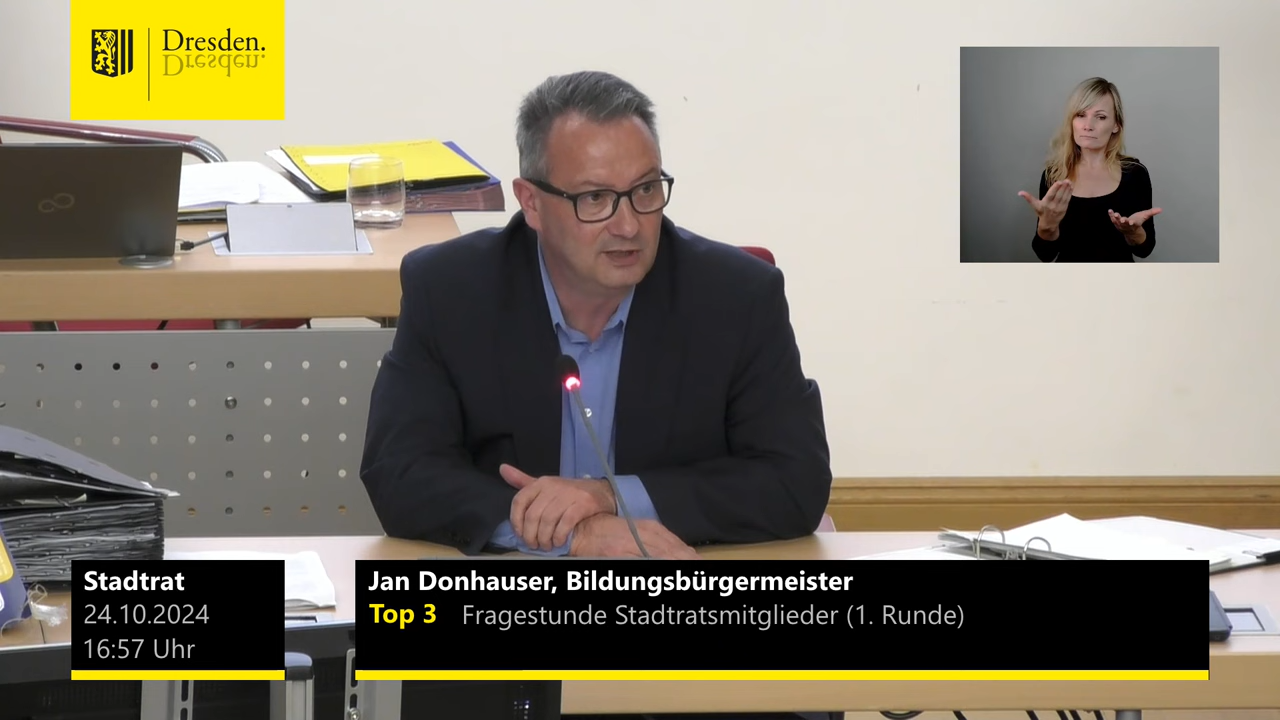 Dresden.
Dresden.
Stadtrat
24.10.2024
16:57 Uhr
Jan Donhauser, Bildungsbürgermeister
Top 3 Fragestunde Stadtratsmitglieder (1. Runde)